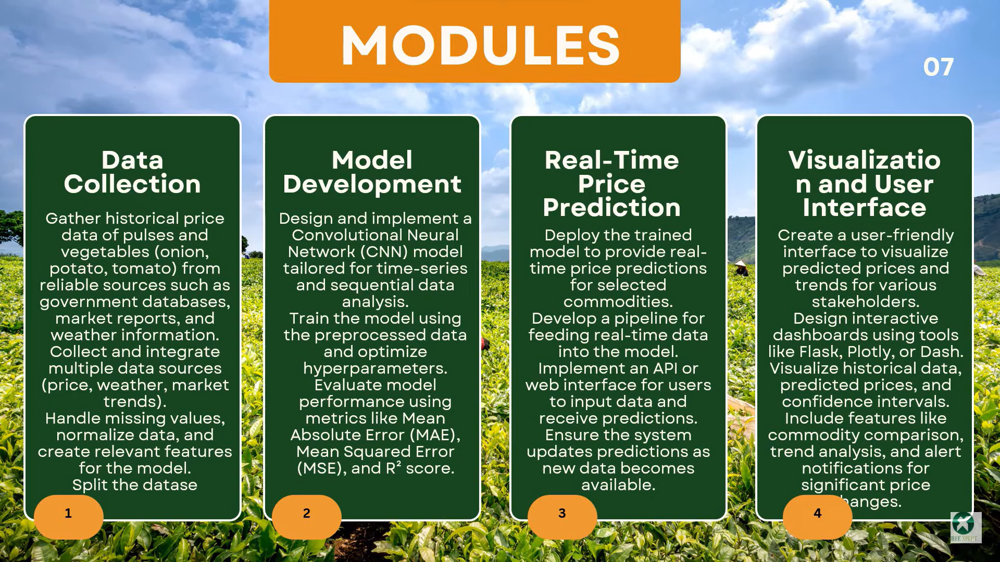 MODULES
07
Data
Collection
Gather historical price
data of pulses and
vegetables (onion,
potato, tomato) from
reliable sources such as
government databases,
market reports, and
weather information.
Collect and integrate
multiple data sources
(price, weather, market
trends).
Handle missing values,
normalize data, and
create relevant features
for the model.
Split the datase
1
Model
Development
Design and implement a
Convolutional Neural
Network (CNN) model
tailored for time-series
and sequential data
analysis.
Train the model using
the preprocessed data
and optimize
hyperparameters.
Evaluate model
performance using
metrics like Mean
Absolute Error (MAE),
Mean Squared Error
(MSE), and R² score.
2
Real-Time
Price
Prediction
Deploy the trained
model to provide real-
time price predictions
for selected
commodities.
Develop a pipeline for
feeding real-time data
into the model.
Implement an API or
web interface for users
to input data and
receive predictions.
Ensure the system
updates predictions as
new data becomes
available.
3
Visualizatio
n and User
Interface
Create a user-friendly
interface to visualize
predicted prices and
trends for various
stakeholders.
Design interactive
dashboards using tools
like Flask, Plotly, or Dash.
Visualize historical data,
predicted prices, and
confidence intervals.
Include features like
commodity comparison,
trend analysis, and alert
notifications for
significant price
hanges.
4
IEEE XPERT